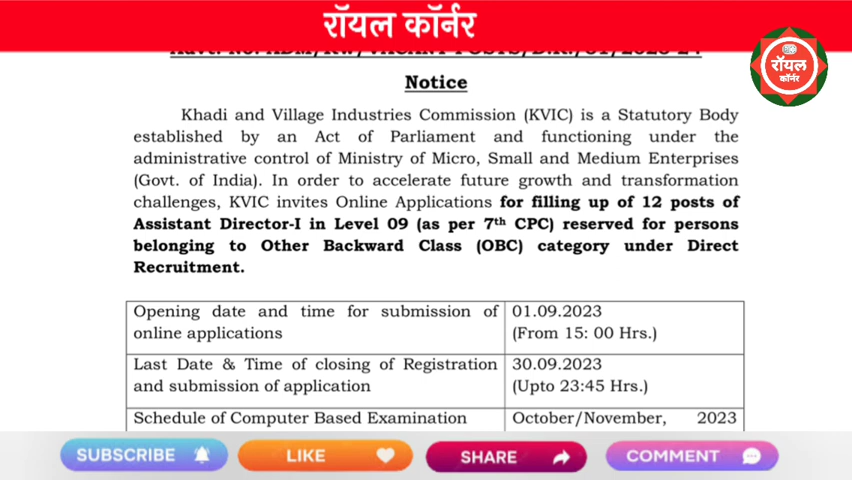 रॉयल कॉर्नर
रॉयल
कॉर्नर
Notice
Khadi and Village Industries Commission (KVIC) is a Statutory Body
established by an Act of Parliament and functioning under the
administrative control of Ministry of Micro, Small and Medium Enterprises
(Govt. of India). In order to accelerate future growth and transformation
challenges, KVIC invites Online Applications for filling up of 12 posts of
Assistant Director-I in Level 09 (as per 7th CPC) reserved for persons
belonging to Other Backward Class (OBC) category under Direct
Recruitment.
Opening date and time for submission of 01.09.2023
online applications (From 15: 00 Hrs.)
Last Date & Time of closing of Registration 30.09.2023
and submission of application (Upto 23:45 Hrs.)
Schedule of Computer Based Examination October/November, 2023
SUBSCRIBE LIKE SHARE COMMENT